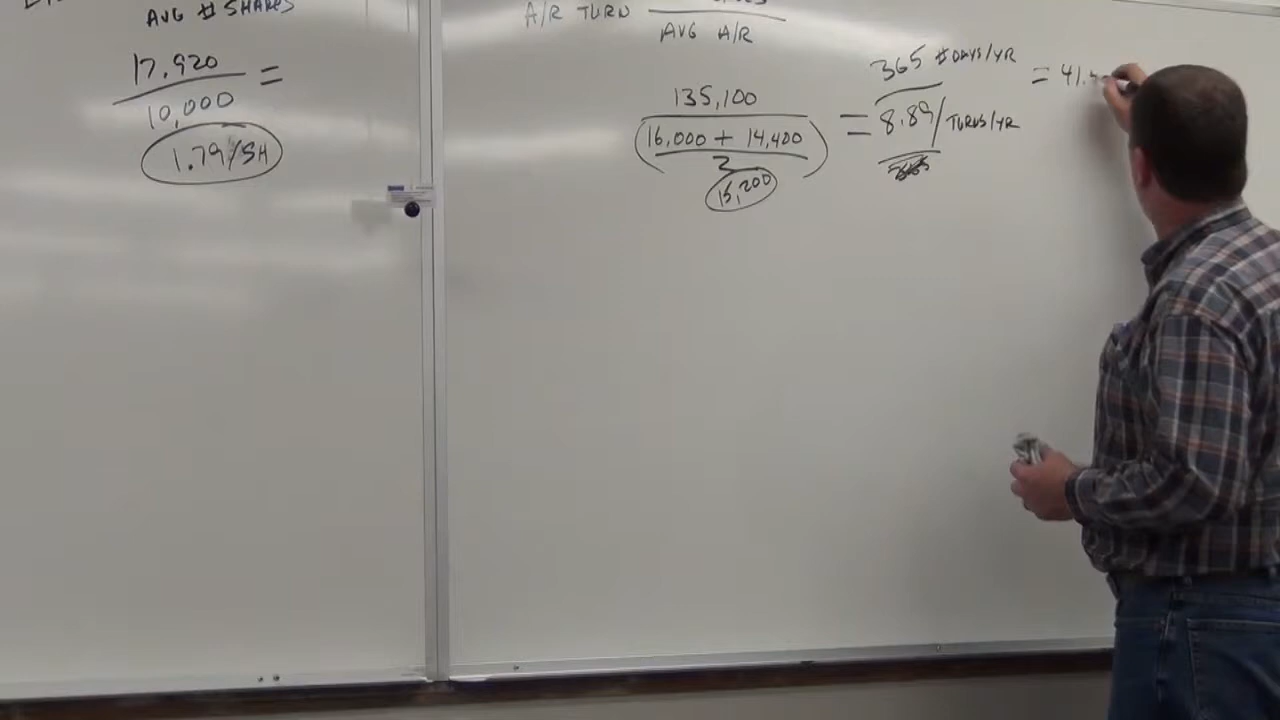 AVG # SHARES
17,920
10,000
=
1.79/SH
A/R TURN
AVG A/R
135,100
16,000 + 14,400
2
15,200
=
365 # DAYS/YR
8.89/ TURNS/YR
= 41.